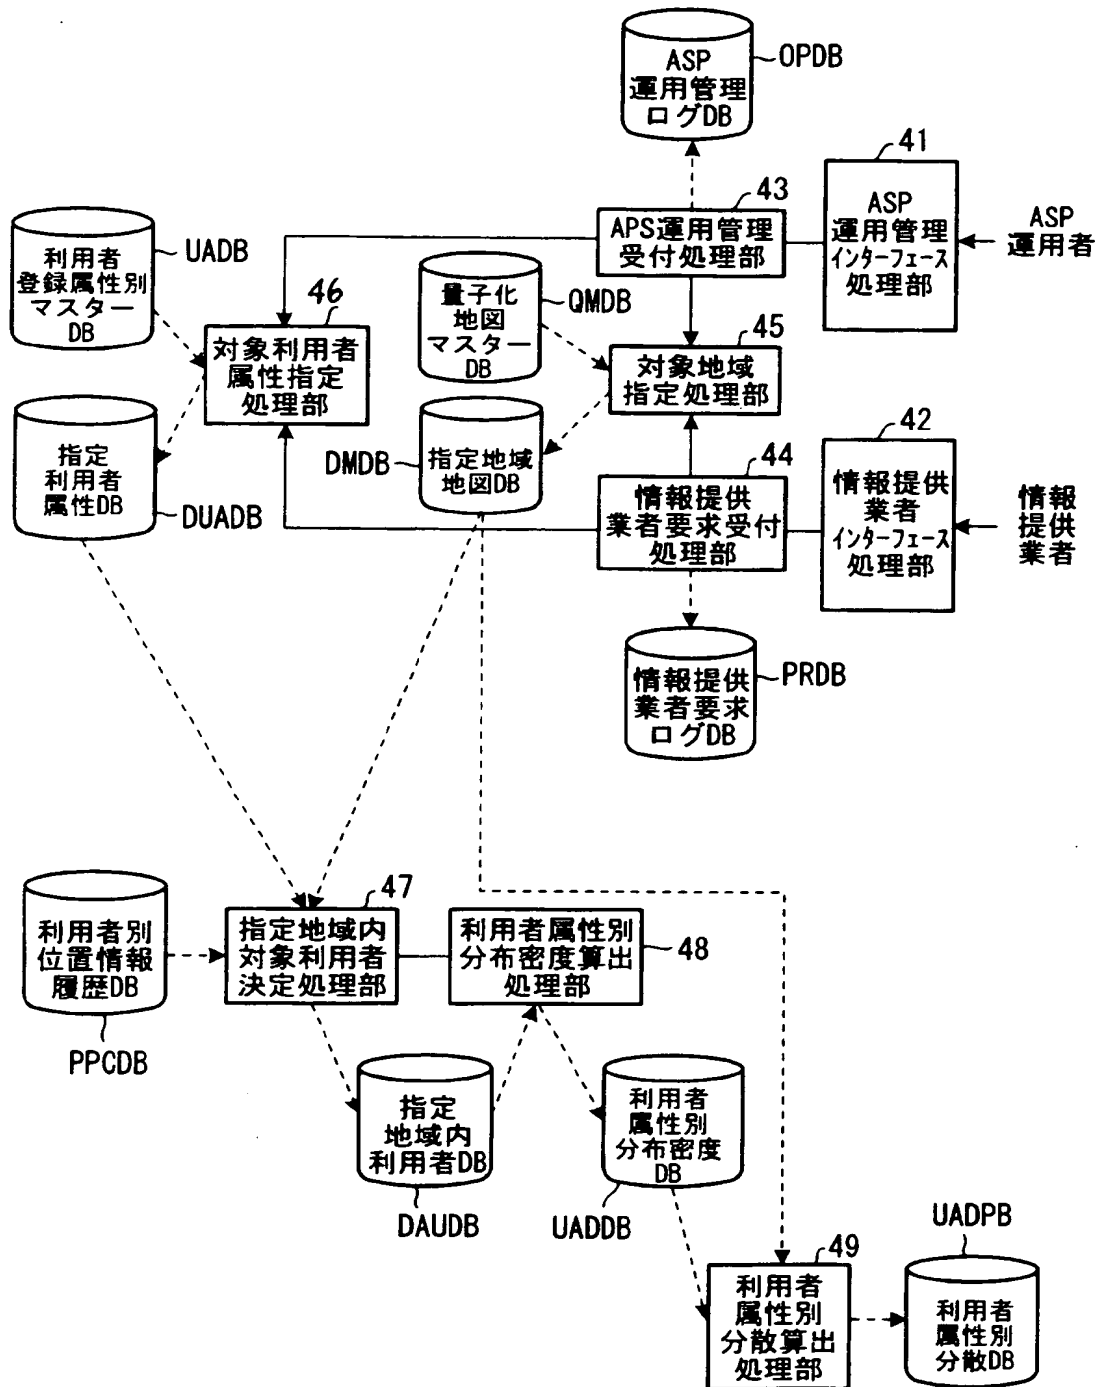 ASP
運用管理
ログDB
OPDB
41
ASP
運用管理
インターフェース
処理部
ASP
運用者
43
APS運用管理
受付処理部
利用者
登録属性別
マスター
DB
UADB
46
対象利用者
属性指定
処理部
量子化
地図
マスター
DB
QMDB
45
対象地域
指定処理部
指定
利用者
属性DB
DUADB
DMDB
指定地域
地図DB
44
情報提供
業者要求受付
処理部
42
情報提供
業者
インターフェース
処理部
情報
提供
業者
情報提供
業者要求
ログDB
PRDB
利用者別
位置情報
履歴DB
PPCDB
47
指定地域内
対象利用者
決定処理部
利用者属性別
分布密度算出
処理部
48
指定
地域内
利用者DB
DAUDB
利用者
属性別
分布密度
DB
UADDB
49
利用者
属性別
分散算出
処理部
UADPB
利用者
属性別
分散DB